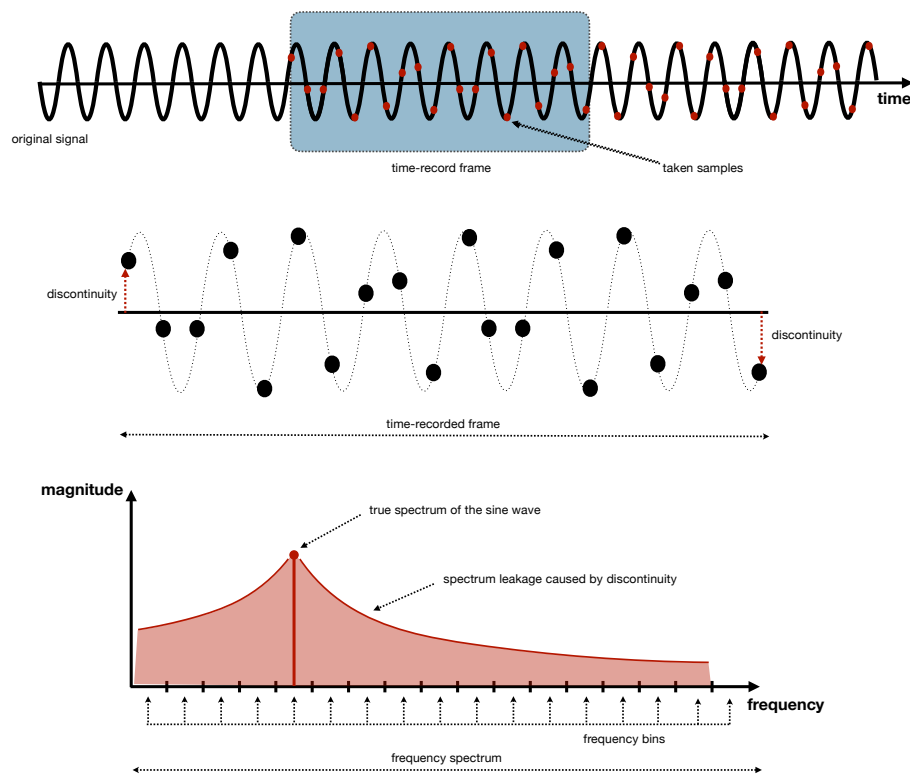 time
original signal
time-record frame
taken samples
discontinuity
discontinuity
time-recorded frame
magnitude
true spectrum of the sine wave
spectrum leakage caused by discontinuity
frequency
frequency bins
frequency spectrum